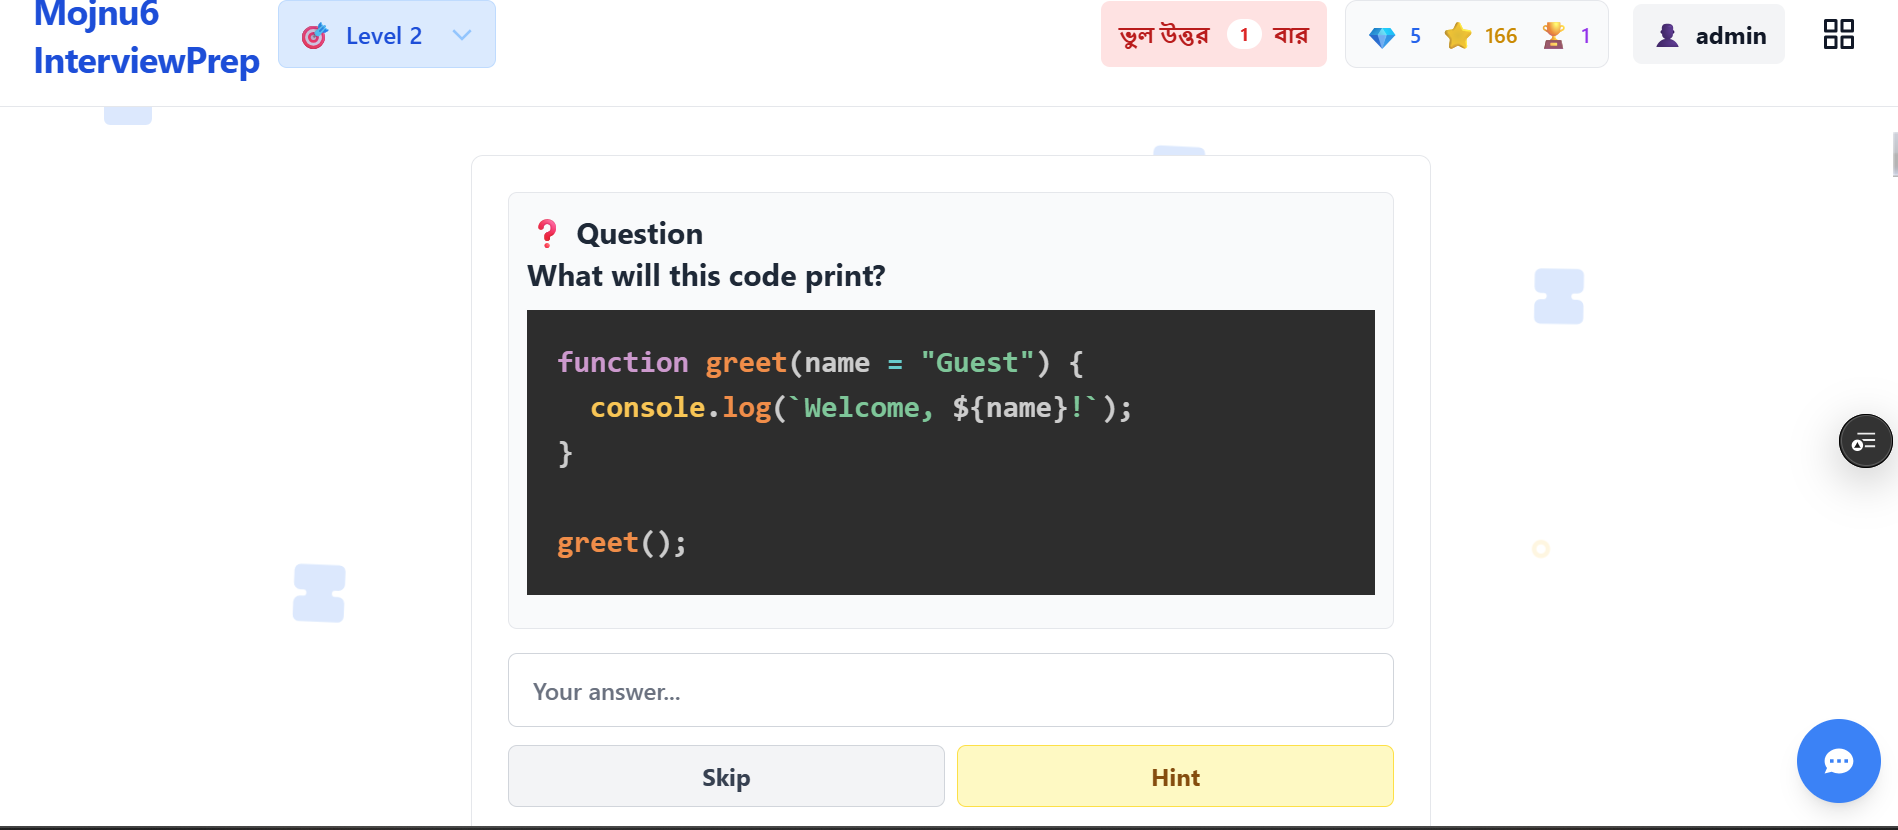 Mojnu6
InterviewPrep
Level 2
ভুল উত্তর 1 বার
5 166 1
admin
Question
What will this code print?
function greet(name = "Guest") {
  console.log(`Welcome, ${name}!`);
}
greet();
Your answer...
Skip
Hint